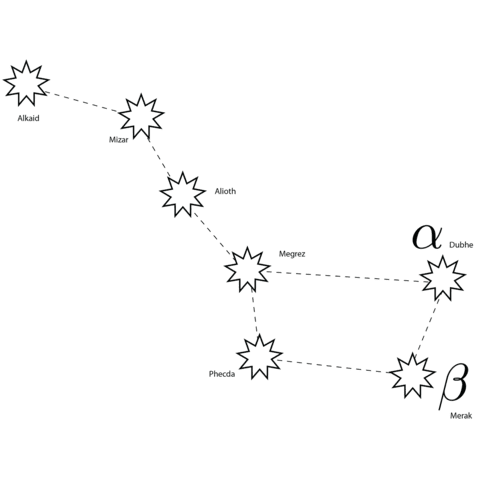 Alkaid
Mizar
Alioth
α Dubhe
Megrez
Phecda
β
Merak